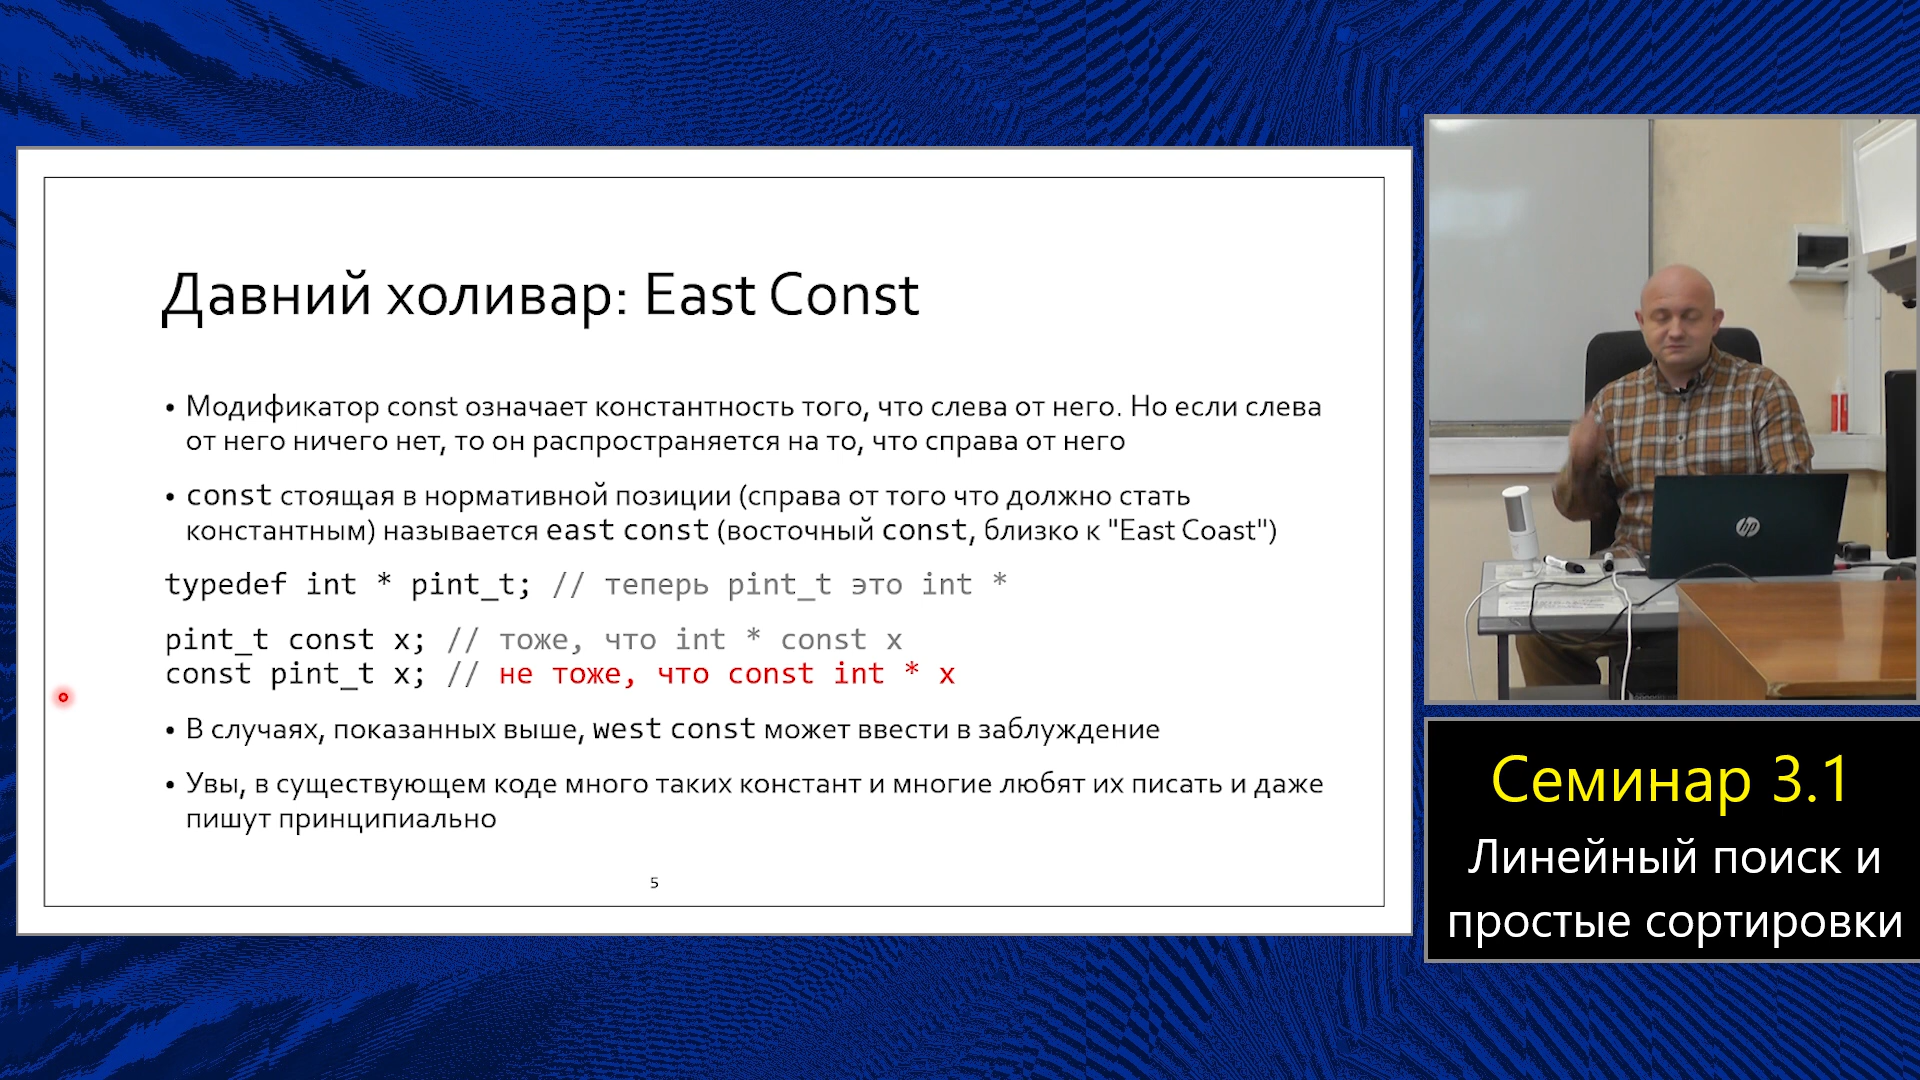 Давний холивар: East Const
• Модификатор const означает константность того, что слева от него. Но если слева
от него ничего нет, то он распространяется на то, что справа от него
• const стоящая в нормативной позиции (справа от того что должно стать
константным) называется east const (восточный const, близко к "East Coast")
typedef int * pint_t; // теперь pint_t это int *
pint_t const x; // тоже, что int * const x
const pint_t x; // не тоже, что const int * x
• В случаях, показанных выше, west const может ввести в заблуждение
• Увы, в существующем коде много таких констант и многие любят их писать и даже
пишут принципиально
5
hp
Семинар 3.1
Линейный поиск и
простые сортировки